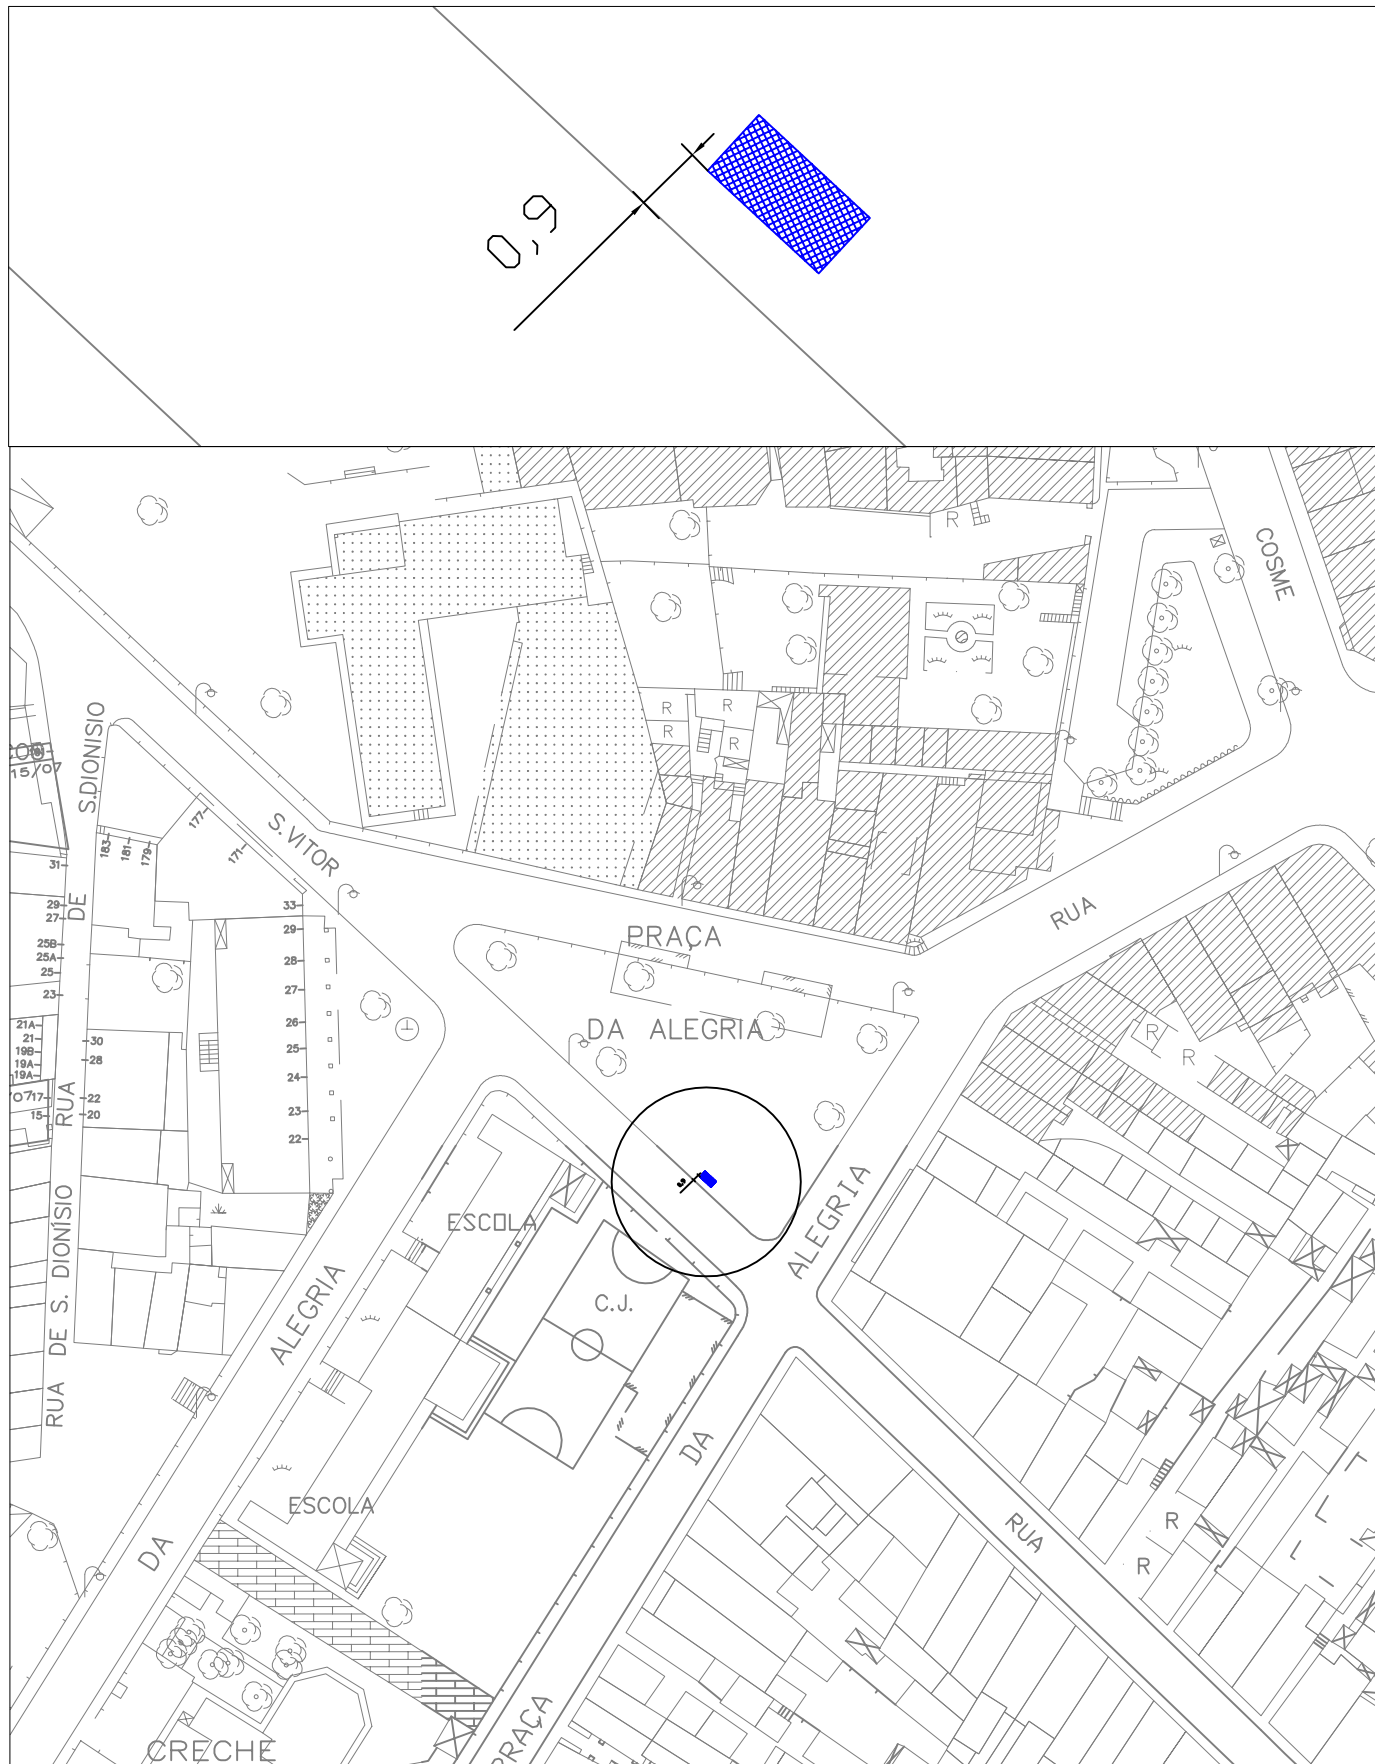 0,9
COSME
R
R
R
R
R
R
S.DIONISIO
15/07
177
171
183
181
179
S. VITOR
31
29
27
DE
33
29
28
27
26
25
24
23
22
25B
25A
25
23
21A
21
19B
19A
19A
17
15
30
28
22
20
RUA
RUA
PRAÇA
DA ALEGRIA
R
R
ESCOLA
ALEGRIA
C.J.
RUA DE S. DIONÍSIO
ALEGRIA
DA
ESCOLA
DA
RUA
R
R
PRAÇA
CRECHE